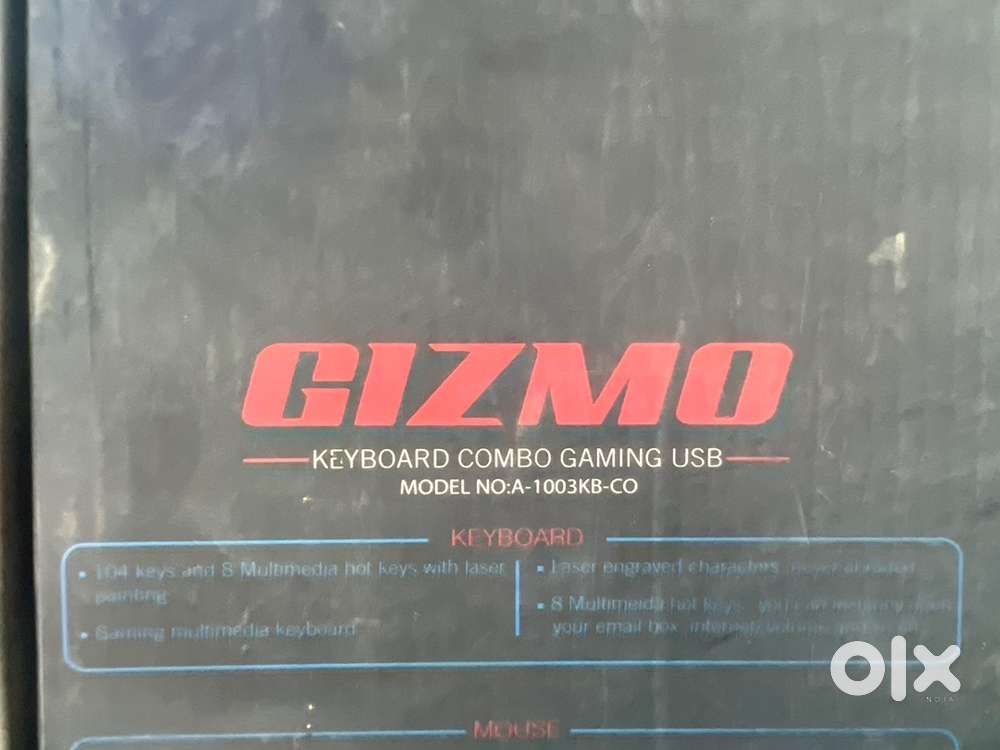 GIZMO
KEYBOARD COMBO GAMING USB
MODEL NO:A-1003KB-CO
KEYBOARD
▪ 104 keys and 8 Multimedia hot keys with laser
painting
▪ Gaming multimedia keyboard
▪ Laser engraved characters
▪ 8 Multimeida hot keys
your email box
MOUSE
olx